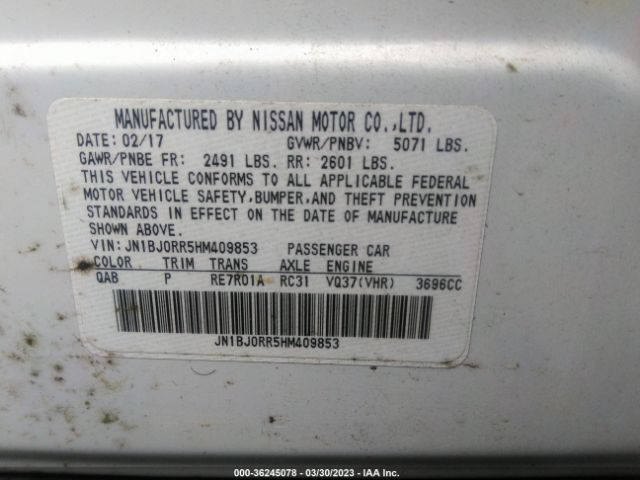 MANUFACTURED BY NISSAN MOTOR CO.,LTD.
DATE: 02/17 GVWR/PNBV: 5071 LBS.
GAWR/PNBE FR: 2491 LBS. RR: 2601 LBS.
THIS VEHICLE CONFORMS TO ALL APPLICABLE FEDERAL
MOTOR VEHICLE SAFETY,BUMPER,AND THEFT PREVENTION
STANDARDS IN EFFECT ON THE DATE OF MANUFACTURE
SHOWN ABOVE.
VIN: JN1BJ0RR5HM409853 PASSENGER CAR
COLOR TRIM TRANS AXLE ENGINE
QAB P RE7R01A RC31 VQ37(VHR) 3696CC
JN1BJ0RR5HM409853
000-36245078 - 03/30/2023 - IAA Inc.